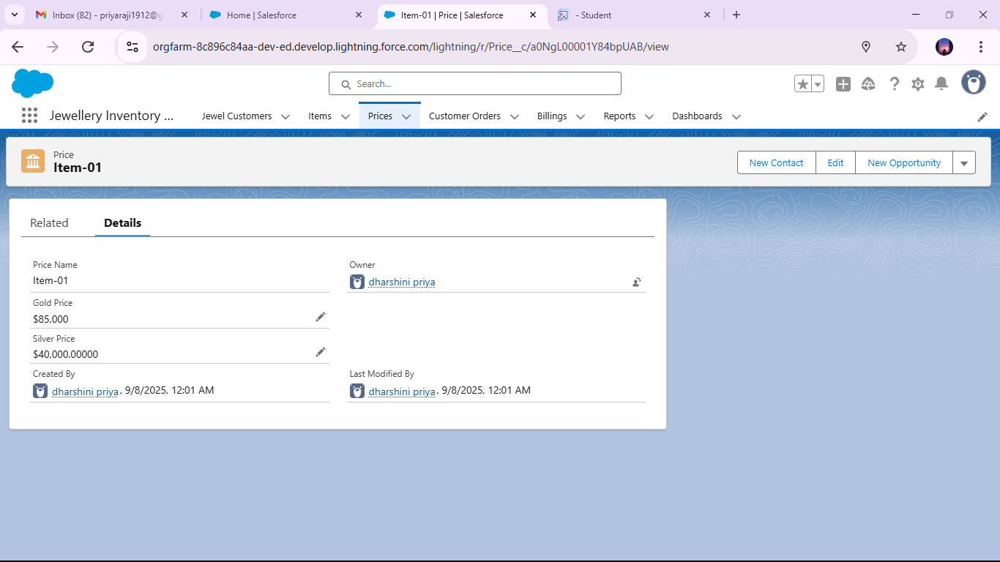 Inbox (82) - priyaraji1912@g
Home | Salesforce
Item-01 | Price | Salesforce
- Student
orgfarm-8c896c84aa-dev-ed.develop.lightning.force.com/lightning/r/Price__c/a0NgL00001Y84bpUAB/view
Search...
Jewellery Inventory ...
Jewel Customers
Items
Prices
Customer Orders
Billings
Reports
Dashboards
Price
Item-01
New Contact
Edit
New Opportunity
Related
Details
Price Name
Item-01
Owner
dharshini priya
Gold Price
$85,000
Silver Price
$40,000.00000
Created By
dharshini priya, 9/8/2025, 12:01 AM
Last Modified By
dharshini priya, 9/8/2025, 12:01 AM